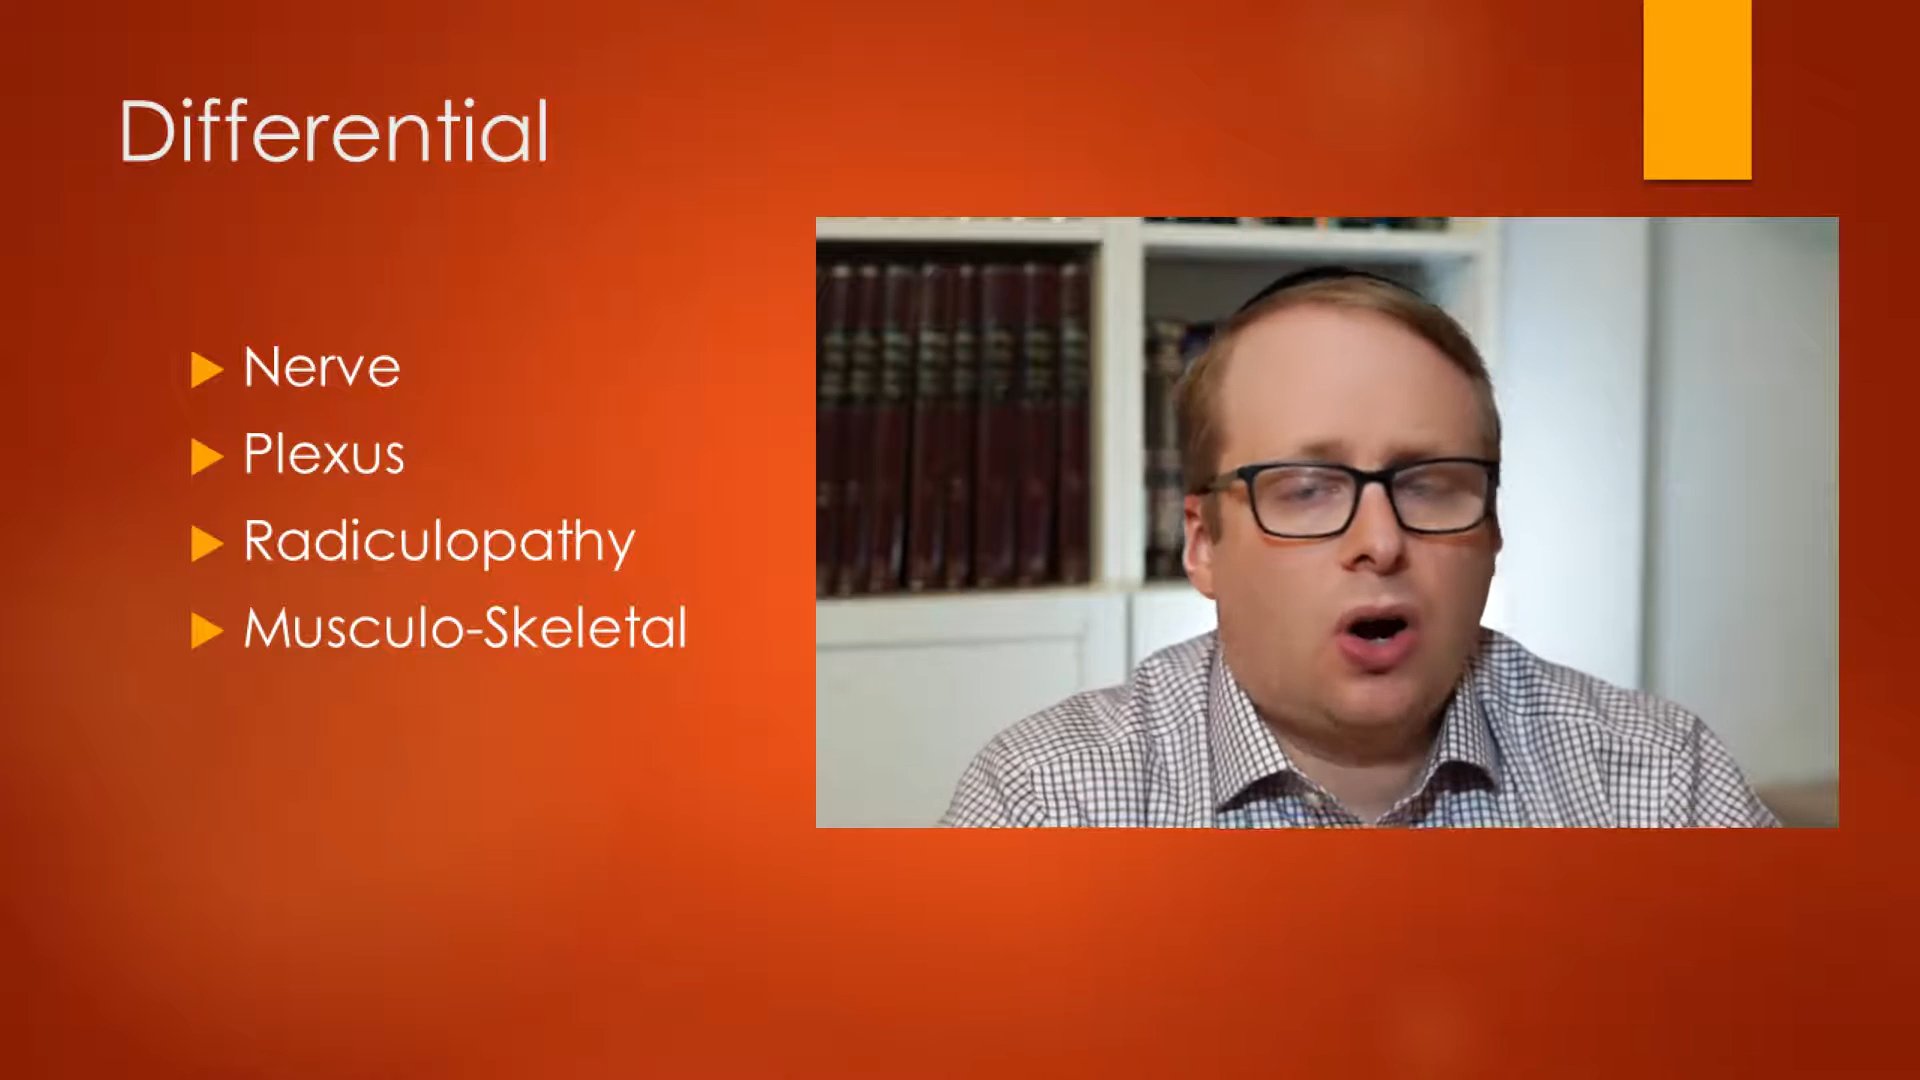 Differential
Nerve
Plexus
Radiculopathy
Musculo-Skeletal